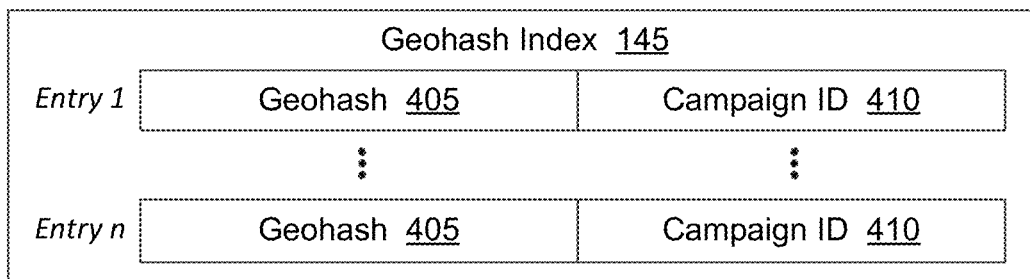 Geohash Index 145
Entry 1 Geohash 405 Campaign ID 410
Entry n Geohash 405 Campaign ID 410